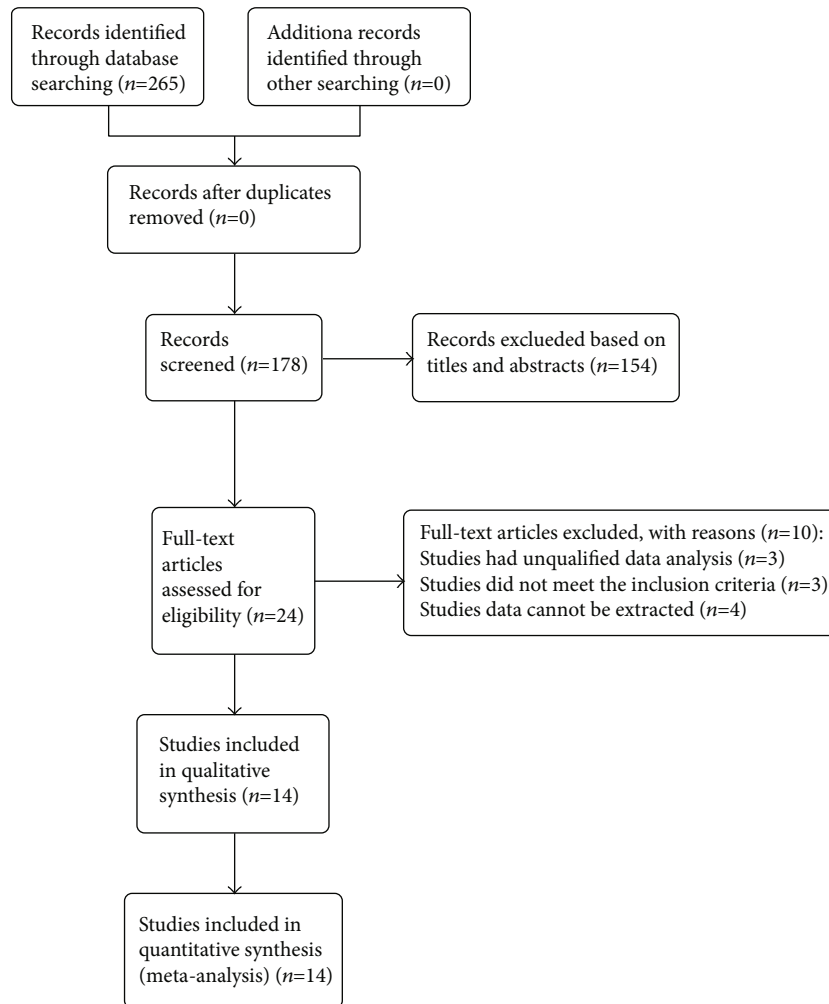 Records identified
through database
searching (n=265)
Additiona records
identified through
other searching (n=0)
Records after duplicates
removed (n=0)
Records
screened (n=178)
Records exclueded based on
titles and abstracts (n=154)
Full-text
articles
assessed for
eligibility (n=24)
Full-text articles excluded, with reasons (n=10):
Studies had unqualified data analysis (n=3)
Studies did not meet the inclusion criteria (n=3)
Studies data cannot be extracted (n=4)
Studies included
in qualitative
synthesis (n=14)
Studies included in
quantitative synthesis
(meta-analysis) (n=14)